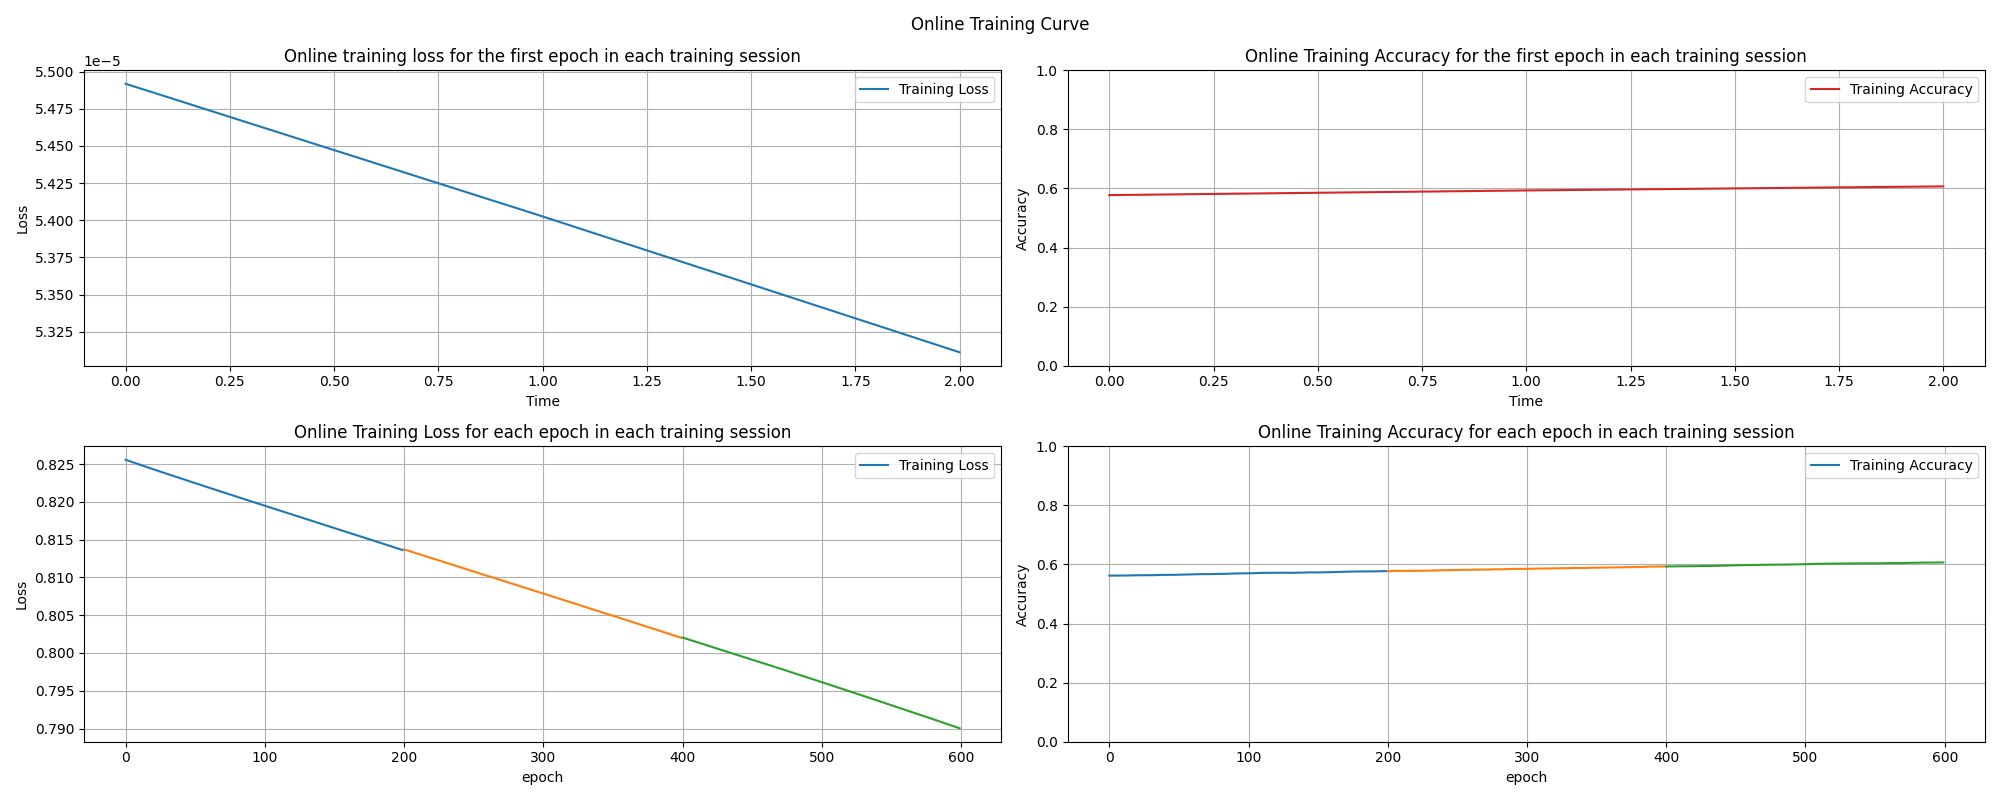 Online Training Curve
Online training loss for the first epoch in each training session
1e−5
5.500
5.475
5.450
5.425
5.400
5.375
5.350
5.325
Loss
Training Loss
0.00 0.25 0.50 0.75 1.00 1.25 1.50 1.75 2.00
Time
Online Training Accuracy for the first epoch in each training session
1.0
0.8
0.6
0.4
0.2
0.0
Accuracy
Training Accuracy
0.00 0.25 0.50 0.75 1.00 1.25 1.50 1.75 2.00
Time
Online Training Loss for each epoch in each training session
0.825
0.820
0.815
0.810
0.805
0.800
0.795
0.790
Loss
Training Loss
0 100 200 300 400 500 600
epoch
Online Training Accuracy for each epoch in each training session
1.0
0.8
0.6
0.4
0.2
0.0
Accuracy
Training Accuracy
0 100 200 300 400 500 600
epoch